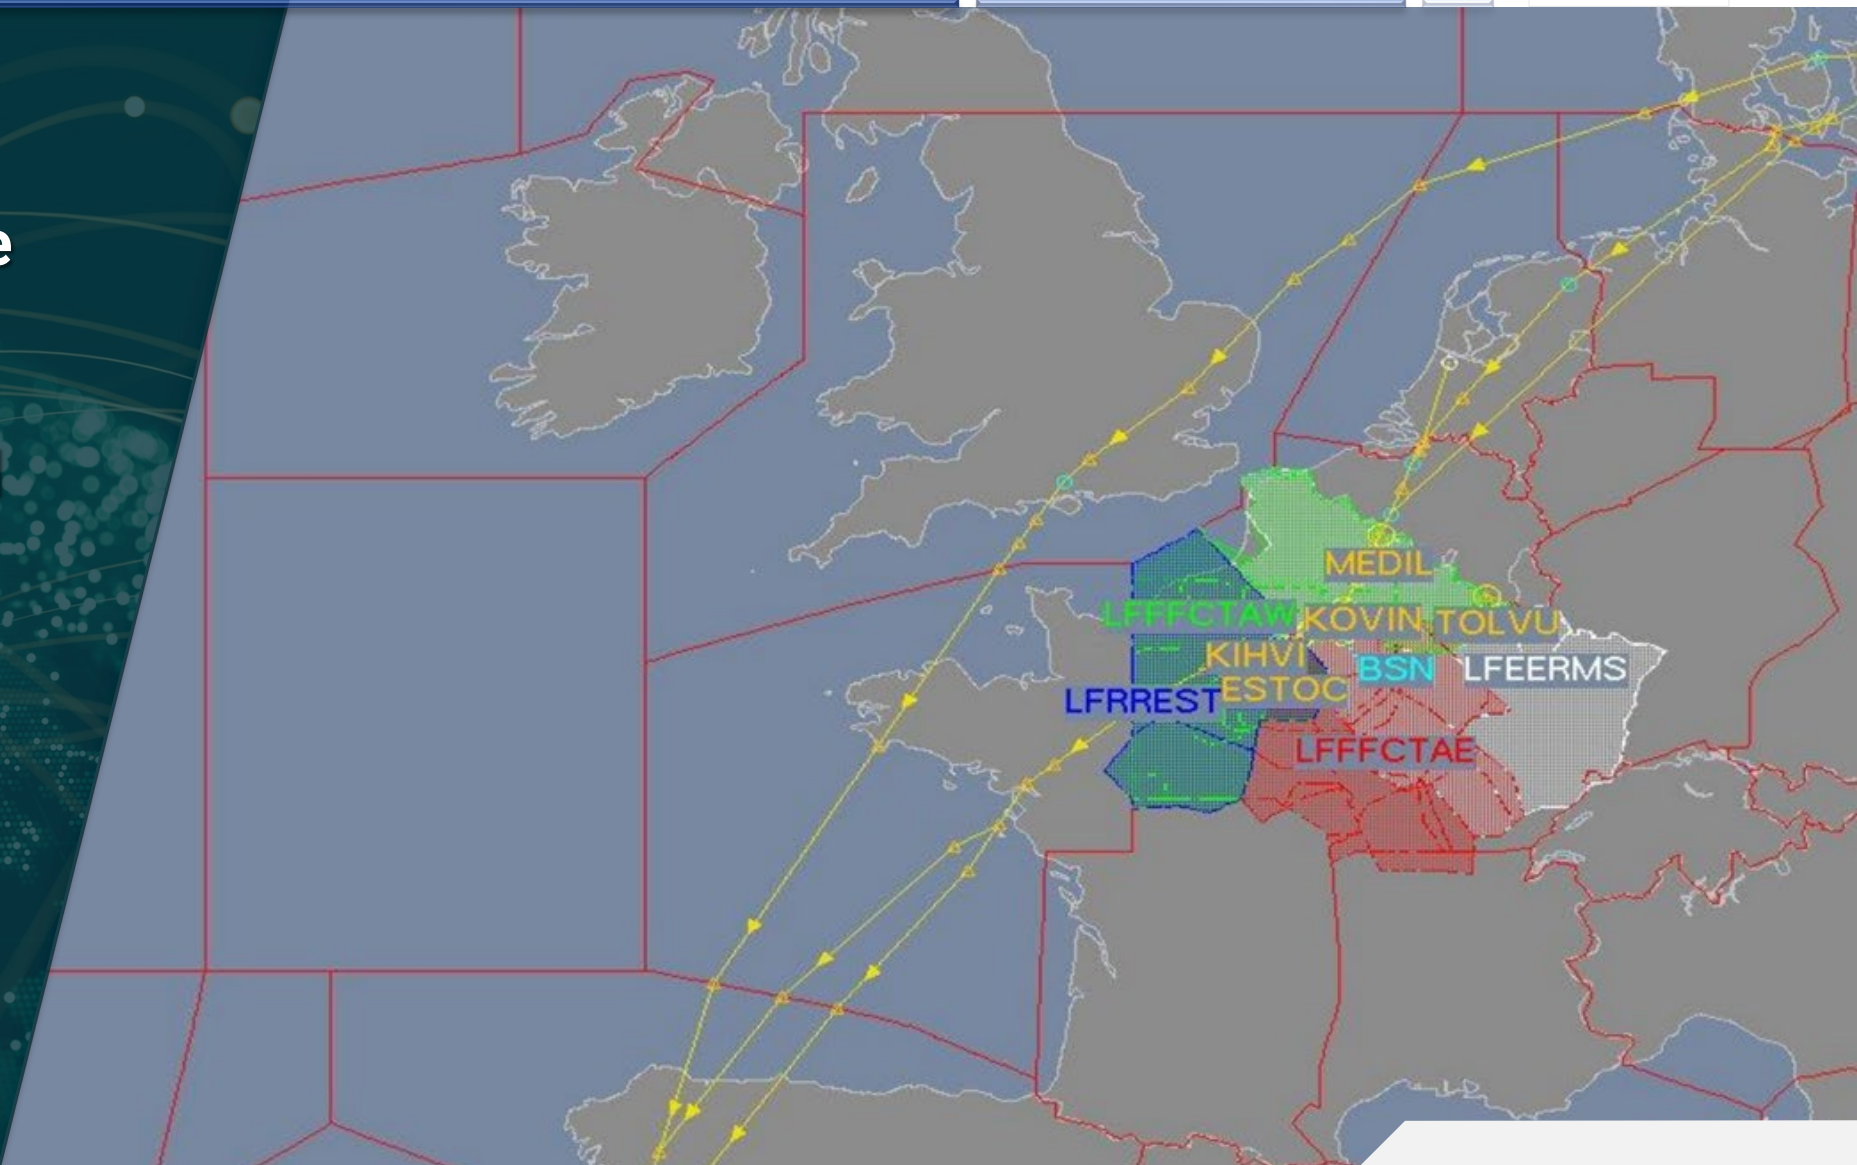 e
MEDIL
LFFFCTAW KOVIN TOLVU
KIHVI BSN LFEERMS
LFRREST ESTOC
LFFFCTAE